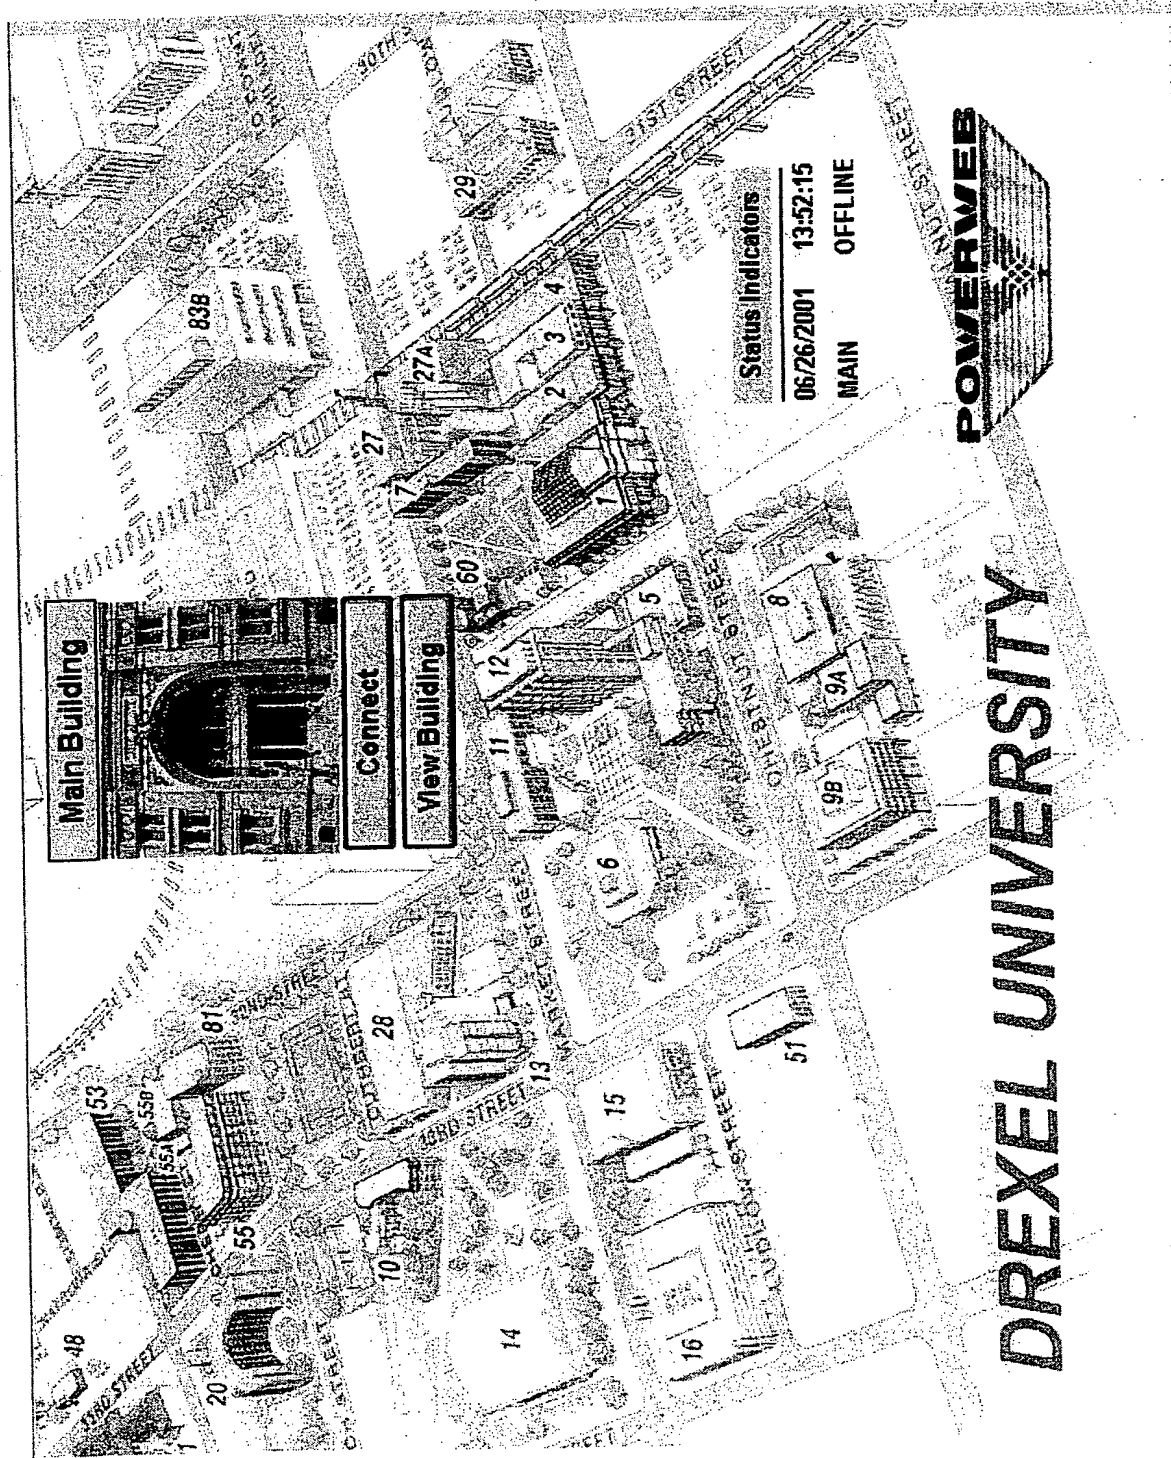 Main Building
Connect
View Building
30TH S
31ST STREET
29
83B
27
27A
7
4
3
2
1
60
12
5
11
8
9A
9B
6
CHESTNUT STREET
NUT STREET
MARKET STREET
CUTHBERT
28
13
33RD STREET
81
53
55B
55A
55
10
20
48
33RD STREET
14
15
16
51
LUDLOW STREET
STREET
Status Indicators
06/26/2001 13:52:15
MAIN OFFLINE
POWERWEB
DREXEL UNIVERSITY